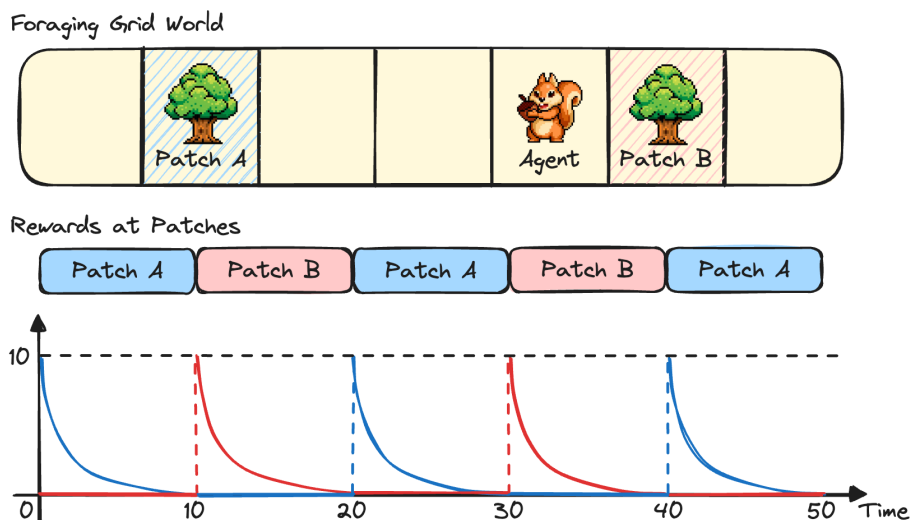 Foraging Grid World
Patch A
Agent
Patch B
Rewards at Patches
Patch A
Patch B
Patch A
Patch B
Patch A
10
0
10
20
30
40
50
Time